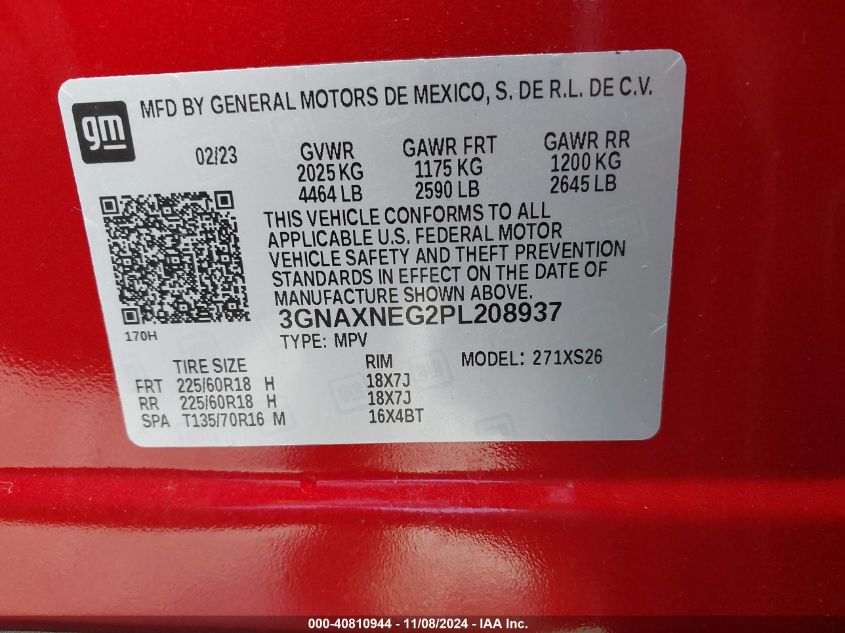 gm
MFD BY GENERAL MOTORS DE MEXICO, S. DE R.L. DE C.V.
02/23 GVWR GAWR FRT GAWR RR
2025 KG 1175 KG 1200 KG
4464 LB 2590 LB 2645 LB
THIS VEHICLE CONFORMS TO ALL
APPLICABLE U.S. FEDERAL MOTOR
VEHICLE SAFETY AND THEFT PREVENTION
STANDARDS IN EFFECT ON THE DATE OF
MANUFACTURE SHOWN ABOVE.
3GNAXNEG2PL208937
170H
TYPE: MPV MODEL: 271XS26
TIRE SIZE RIM
FRT 225/60R18 H 18X7J
RR 225/60R18 H 18X7J
SPA T135/70R16 M 16X4BT
000-40810944 - 11/08/2024 - IAA Inc.